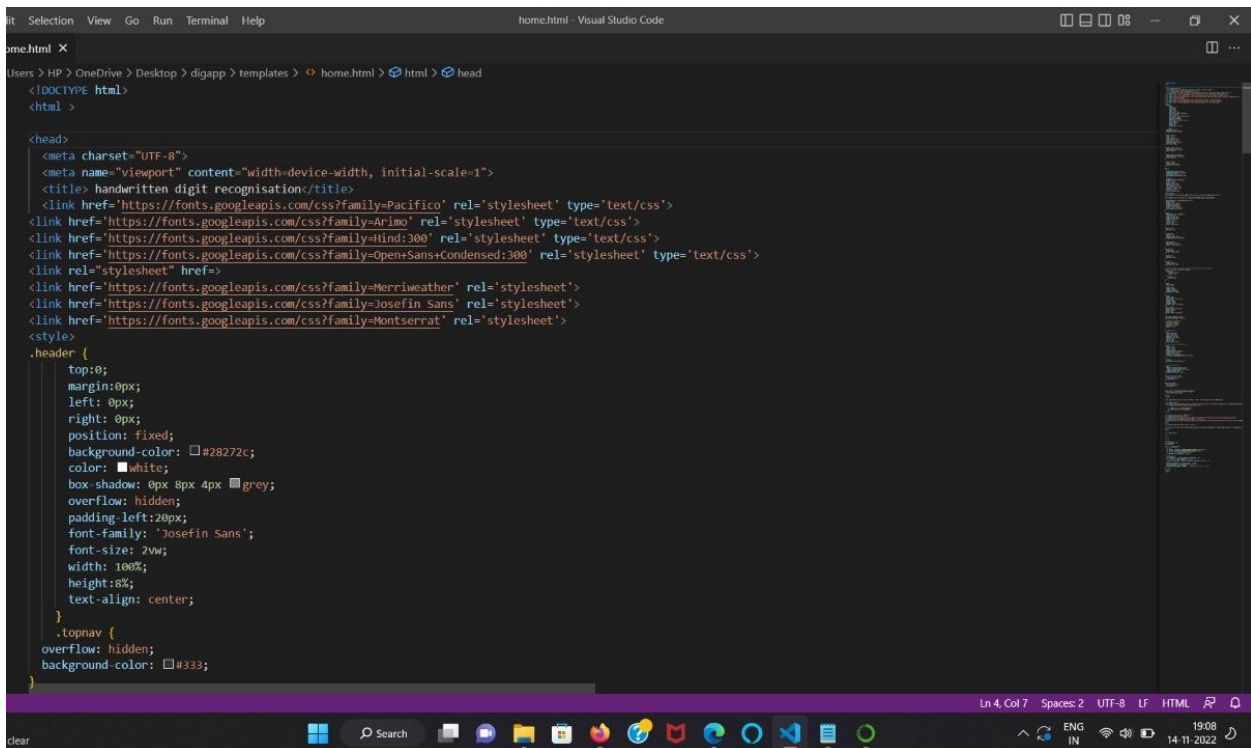 lit Selection View Go Run Terminal Help home.html - Visual Studio Code
ome.html
Users > HP > OneDrive > Desktop > digapp > templates > home.html > html > head
<!DOCTYPE html>
<html >
<head>
<meta charset="UTF-8">
<meta name="viewport" content="width=device-width, initial-scale=1">
<title> handwritten digit recognisation</title>
<link href='https://fonts.googleapis.com/css?family=Pacifico' rel='stylesheet' type='text/css'>
<link href='https://fonts.googleapis.com/css?family=Arimo' rel='stylesheet' type='text/css'>
<link href='https://fonts.googleapis.com/css?family=Hind:300' rel='stylesheet' type='text/css'>
<link href='https://fonts.googleapis.com/css?family=Open+Sans+Condensed:300' rel='stylesheet' type='text/css'>
<link rel="stylesheet" href=>
<link href='https://fonts.googleapis.com/css?family=Merriweather' rel='stylesheet'>
<link href='https://fonts.googleapis.com/css?family=Josefin Sans' rel='stylesheet'>
<link href='https://fonts.googleapis.com/css?family=Montserrat' rel='stylesheet'>
<style>
.header {
top:0;
margin:0px;
left: 0px;
right: 0px;
position: fixed;
background-color: #28272c;
color: white;
box-shadow: 0px 8px 4px grey;
overflow: hidden;
padding-left:20px;
font-family: 'Josefin Sans';
font-size: 2vw;
width: 100%;
height:8%;
text-align: center;
}
.topnav {
overflow: hidden;
background-color: #333;
}
Ln 4, Col 7 Spaces: 2 UTF-8 LF HTML
clear Search ENG 19:08
IN 14-11-2022